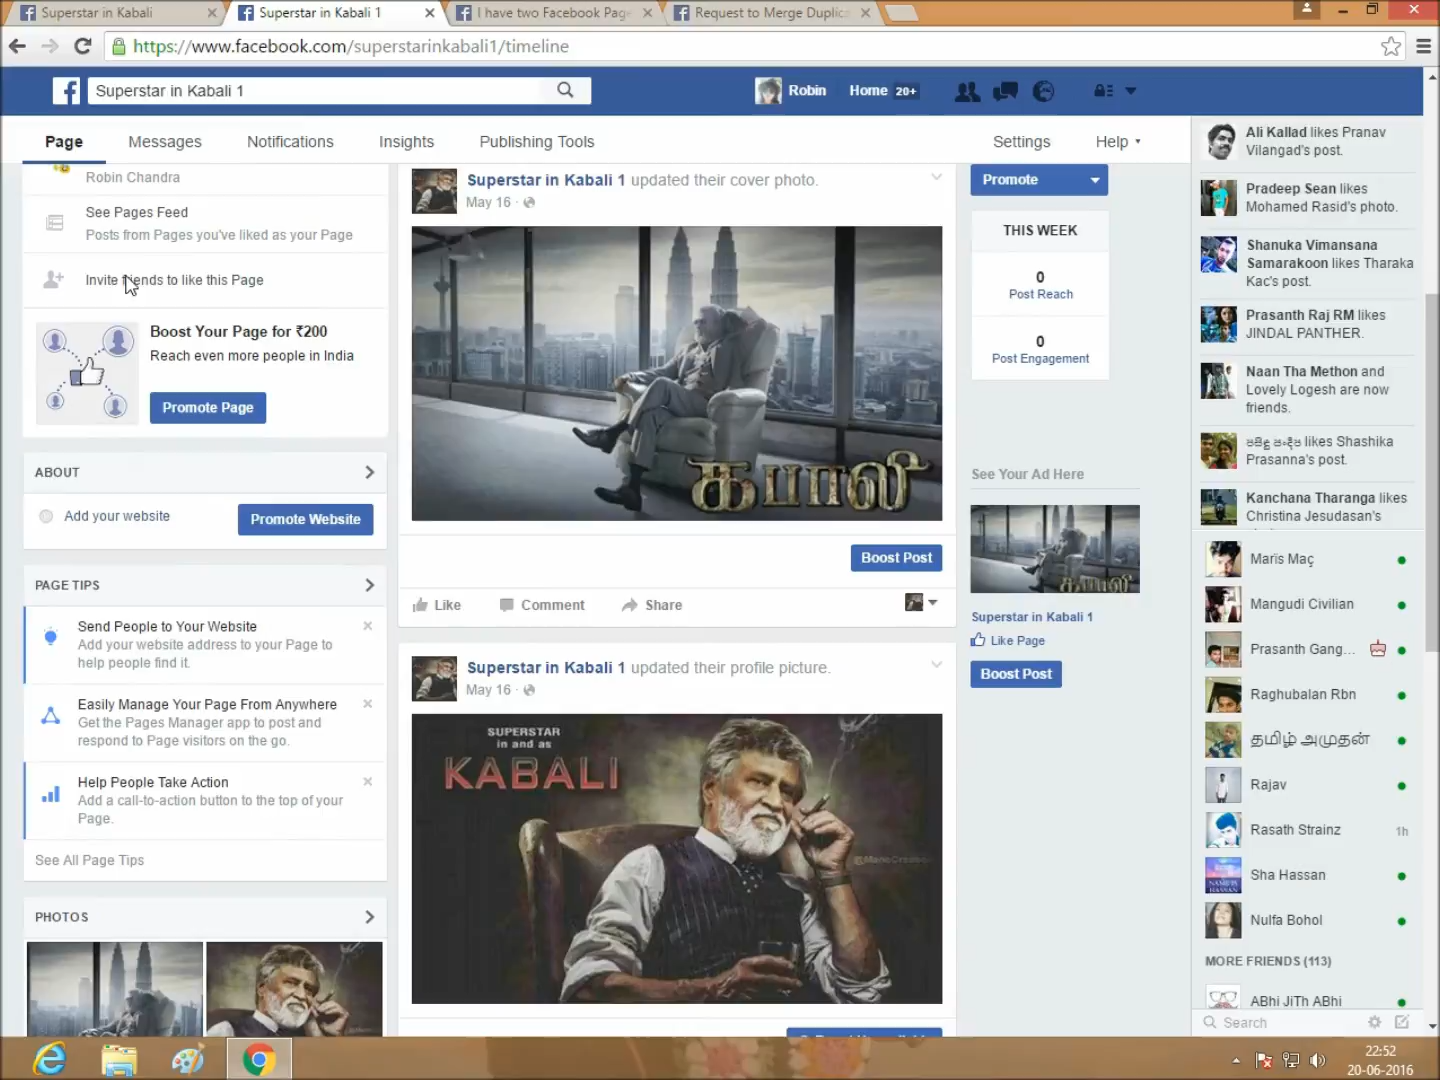 Superstar in Kabali
Superstar in Kabali 1
I have two Facebook Page
Request to Merge Duplica
https://www.facebook.com/superstarinkabali1/timeline
Superstar in Kabali 1
Robin
Home 20+
Page
Messages
Notifications
Insights
Publishing Tools
Settings
Help
Robin Chandra
See Pages Feed
Posts from Pages you've liked as your Page
Invite friends to like this Page
Boost Your Page for ₹200
Reach even more people in India
Promote Page
ABOUT
Add your website
Promote Website
PAGE TIPS
Send People to Your Website
Add your website address to your Page to
help people find it.
Easily Manage Your Page From Anywhere
Get the Pages Manager app to post and
respond to Page visitors on the go.
Help People Take Action
Add a call-to-action button to the top of your
Page.
See All Page Tips
PHOTOS
Superstar in Kabali 1 updated their cover photo.
May 16
கபாலி
Boost Post
Like
Comment
Share
Superstar in Kabali 1 updated their profile picture.
May 16
SUPERSTAR
in and as
KABALI
Promote
THIS WEEK
0
Post Reach
0
Post Engagement
See Your Ad Here
கபாலி
Superstar in Kabali 1
Like Page
Boost Post
Ali Kallad likes Pranav
Vilangad's post.
Pradeep Sean likes
Mohamed Rasid's photo.
Shanuka Vimansana
Samarakoon likes Tharaka
Kac's post.
Prasanth Raj RM likes
JINDAL PANTHER.
Naan Tha Methon and
Lovely Logesh are now
friends.
likes Shashika
Prasanna's post.
Kanchana Tharanga likes
Christina Jesudasan's
Maris Maç
Mangudi Civilian
Prasanth Gang...
Raghubalan Rbn
தமிழ் அமுதன்
Rajav
Rasath Strainz
1h
Sha Hassan
Nulfa Bohol
MORE FRIENDS (113)
ABhi JiTh ABhi
Search
22:52
20-06-2016